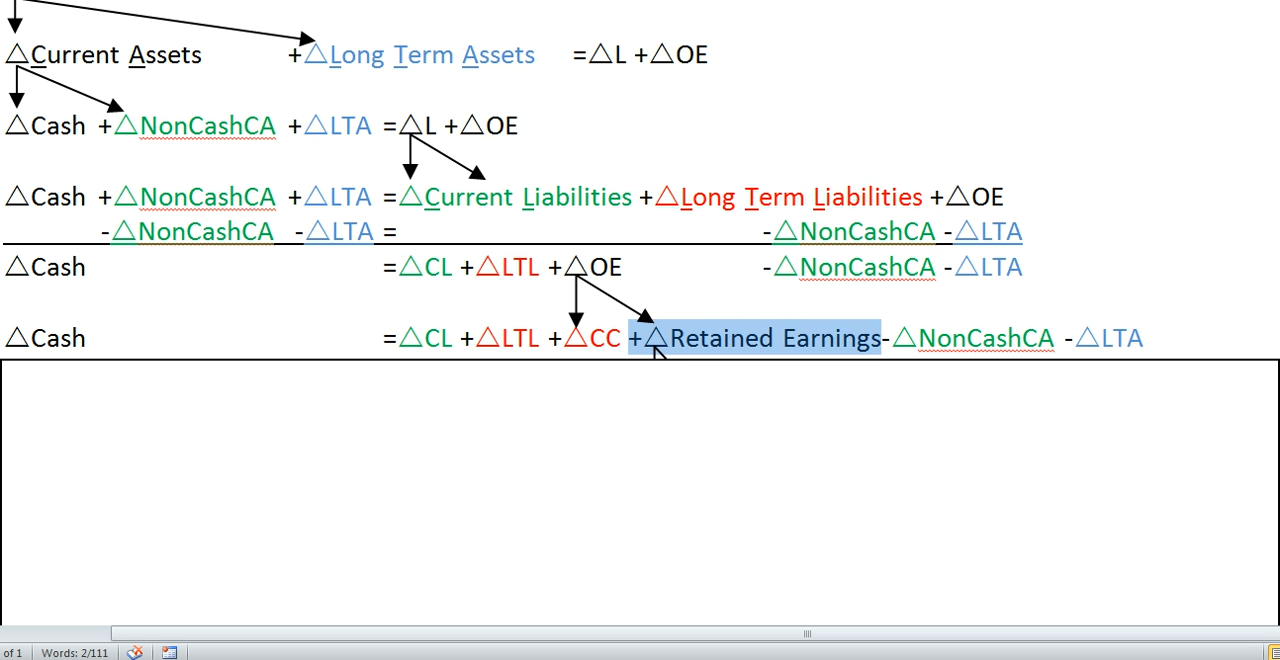 △Current Assets +△Long Term Assets =△L +△OE
△Cash +△NonCashCA +△LTA =△L +△OE
△Cash +△NonCashCA +△LTA =△Current Liabilities +△Long Term Liabilities +△OE
-△NonCashCA -△LTA = -△NonCashCA -△LTA
△Cash =△CL +△LTL +△OE -△NonCashCA -△LTA
△Cash =△CL +△LTL +△CC +△Retained Earnings-△NonCashCA -△LTA
of 1 Words: 2/111